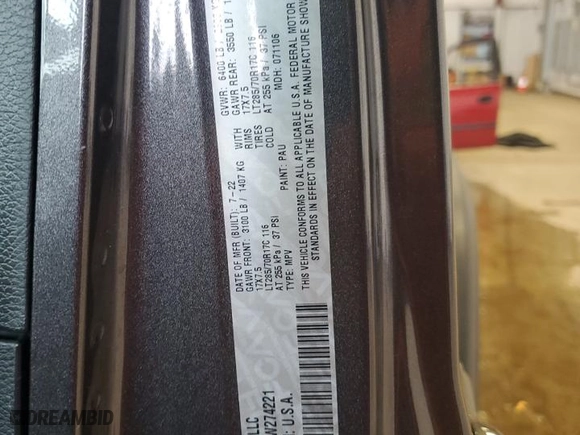 LLC
W274221
: U.S.A.
DATE OF MFR (BUILT): 7-22
GAWR FRONT: 3100 LB / 1407 KG
17X7.5
LT285/70R17C 116
AT 255 kPa / 37 PSI
TYPE: MPV
WITH
RIMS
TIRES
COLD
PAINT: PAU
GVWR: 6400 LB /
GAWR REAR: 3550 LB /
17X7.5
LT285/70R17C 116
AT 255 kPa / 37 PSI
MDH: 071106
THIS VEHICLE CONFORMS TO ALL APPLICABLE U.S.A. FEDERAL MOTOR
STANDARDS IN EFFECT ON THE DATE OF MANUFACTURE SHOW
DREAMBID